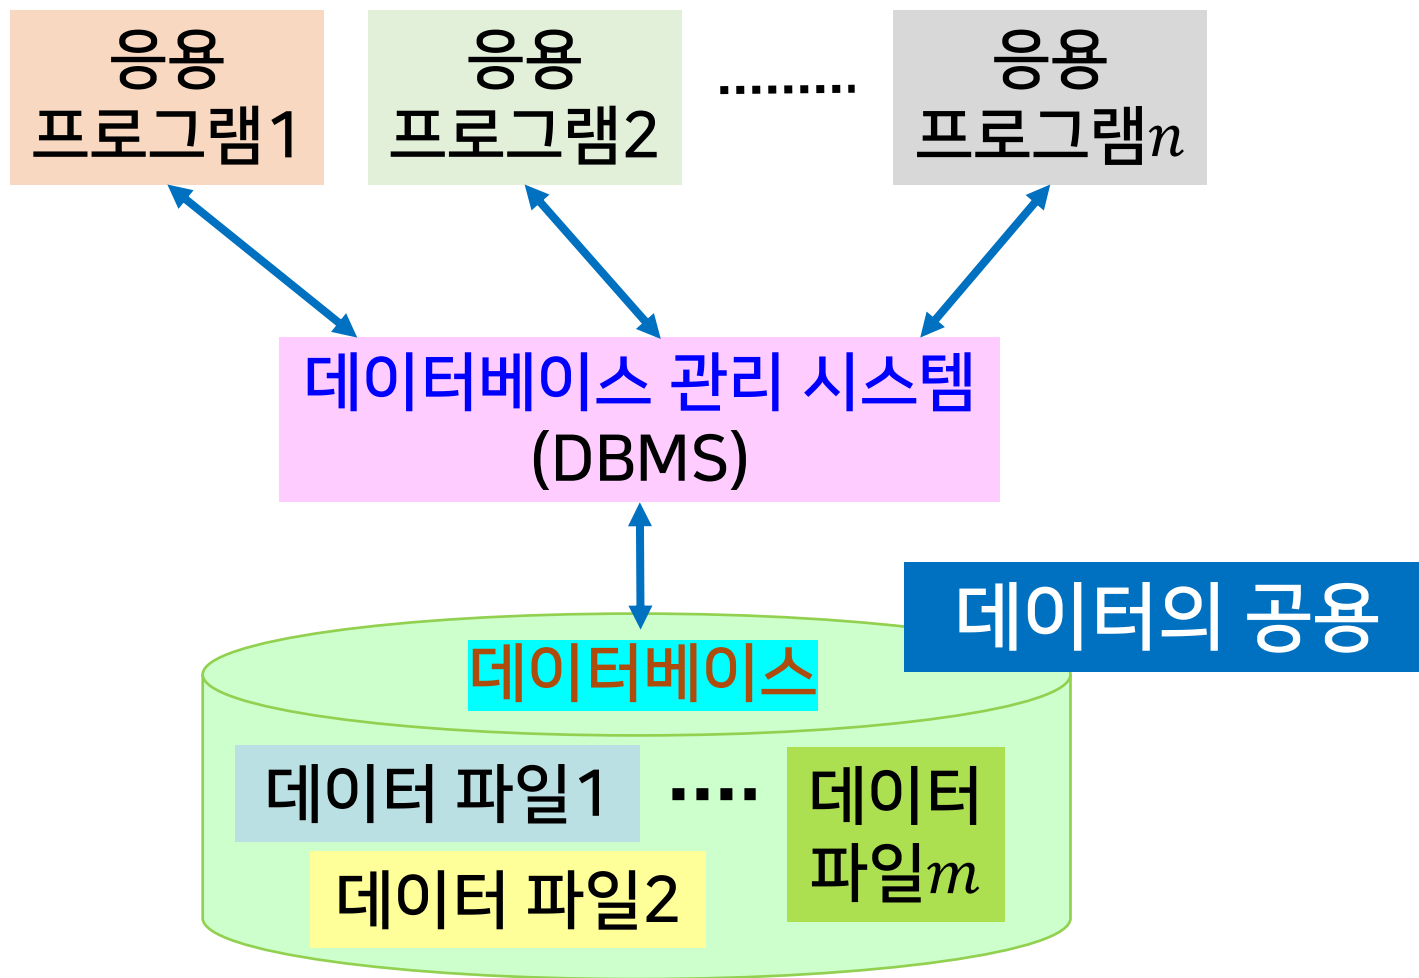 응용
프로그램1
응용
프로그램2
.........
응용
프로그램n
데이터베이스 관리 시스템
(DBMS)
데이터의 공용
데이터베이스
데이터 파일1
....
데이터
파일m
데이터 파일2